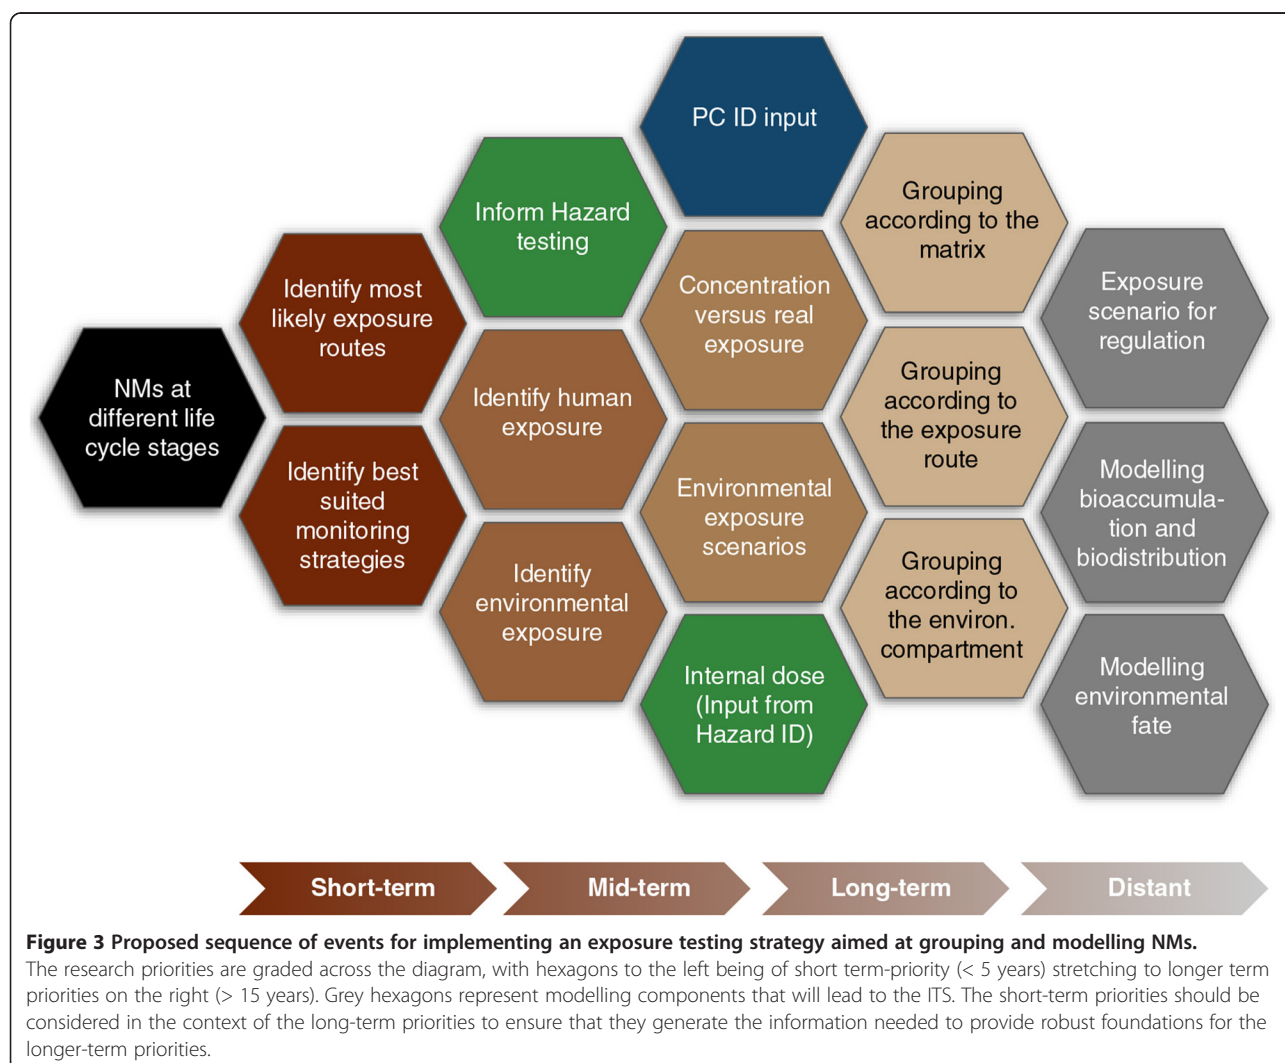 PC ID input
Inform Hazard
testing
Grouping
according to the
matrix
Identify most
likely exposure
routes
Concentration
versus real
exposure
Exposure
scenario for
regulation
NMs at
different life
cycle stages
Identify human
exposure
Grouping
according to
the exposure
route
Identify best
suited
monitoring
strategies
Environmental
exposure
scenarios
Modelling
bioaccumula-
tion and
biodistribution
Identify
environmental
exposure
Grouping
according to
the environ.
compartment
Internal dose
(Input from
Hazard ID)
Modelling
environmental
fate
Short-term
Mid-term
Long-term
Distant
Figure 3 Proposed sequence of events for implementing an exposure testing strategy aimed at grouping and modelling NMs.
The research priorities are graded across the diagram, with hexagons to the left being of short term-priority (< 5 years) stretching to longer term
priorities on the right (> 15 years). Grey hexagons represent modelling components that will lead to the ITS. The short-term priorities should be
considered in the context of the long-term priorities to ensure that they generate the information needed to provide robust foundations for the
longer-term priorities.